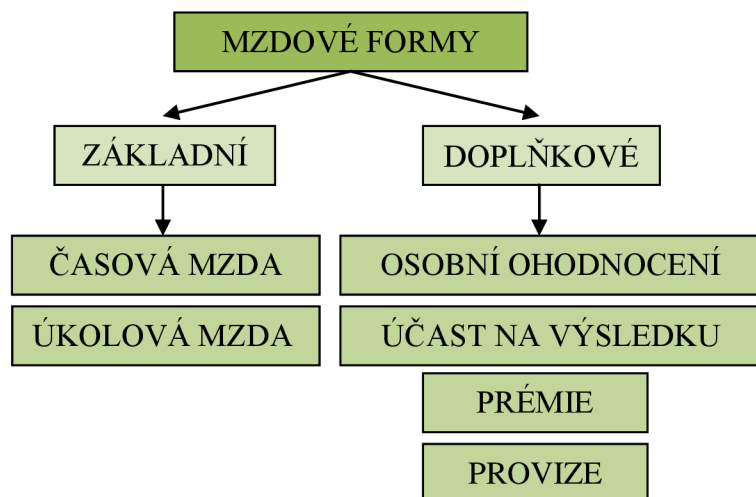 MZDOVÉ FORMY
ZÁKLADNÍ
DOPLŇKOVÉ
ČASOVÁ MZDA
OSOBNÍ OHODNOCENÍ
ÚKOLOVÁ MZDA
ÚČAST NA VÝSLEDKU
PRÉMIE
PROVIZE